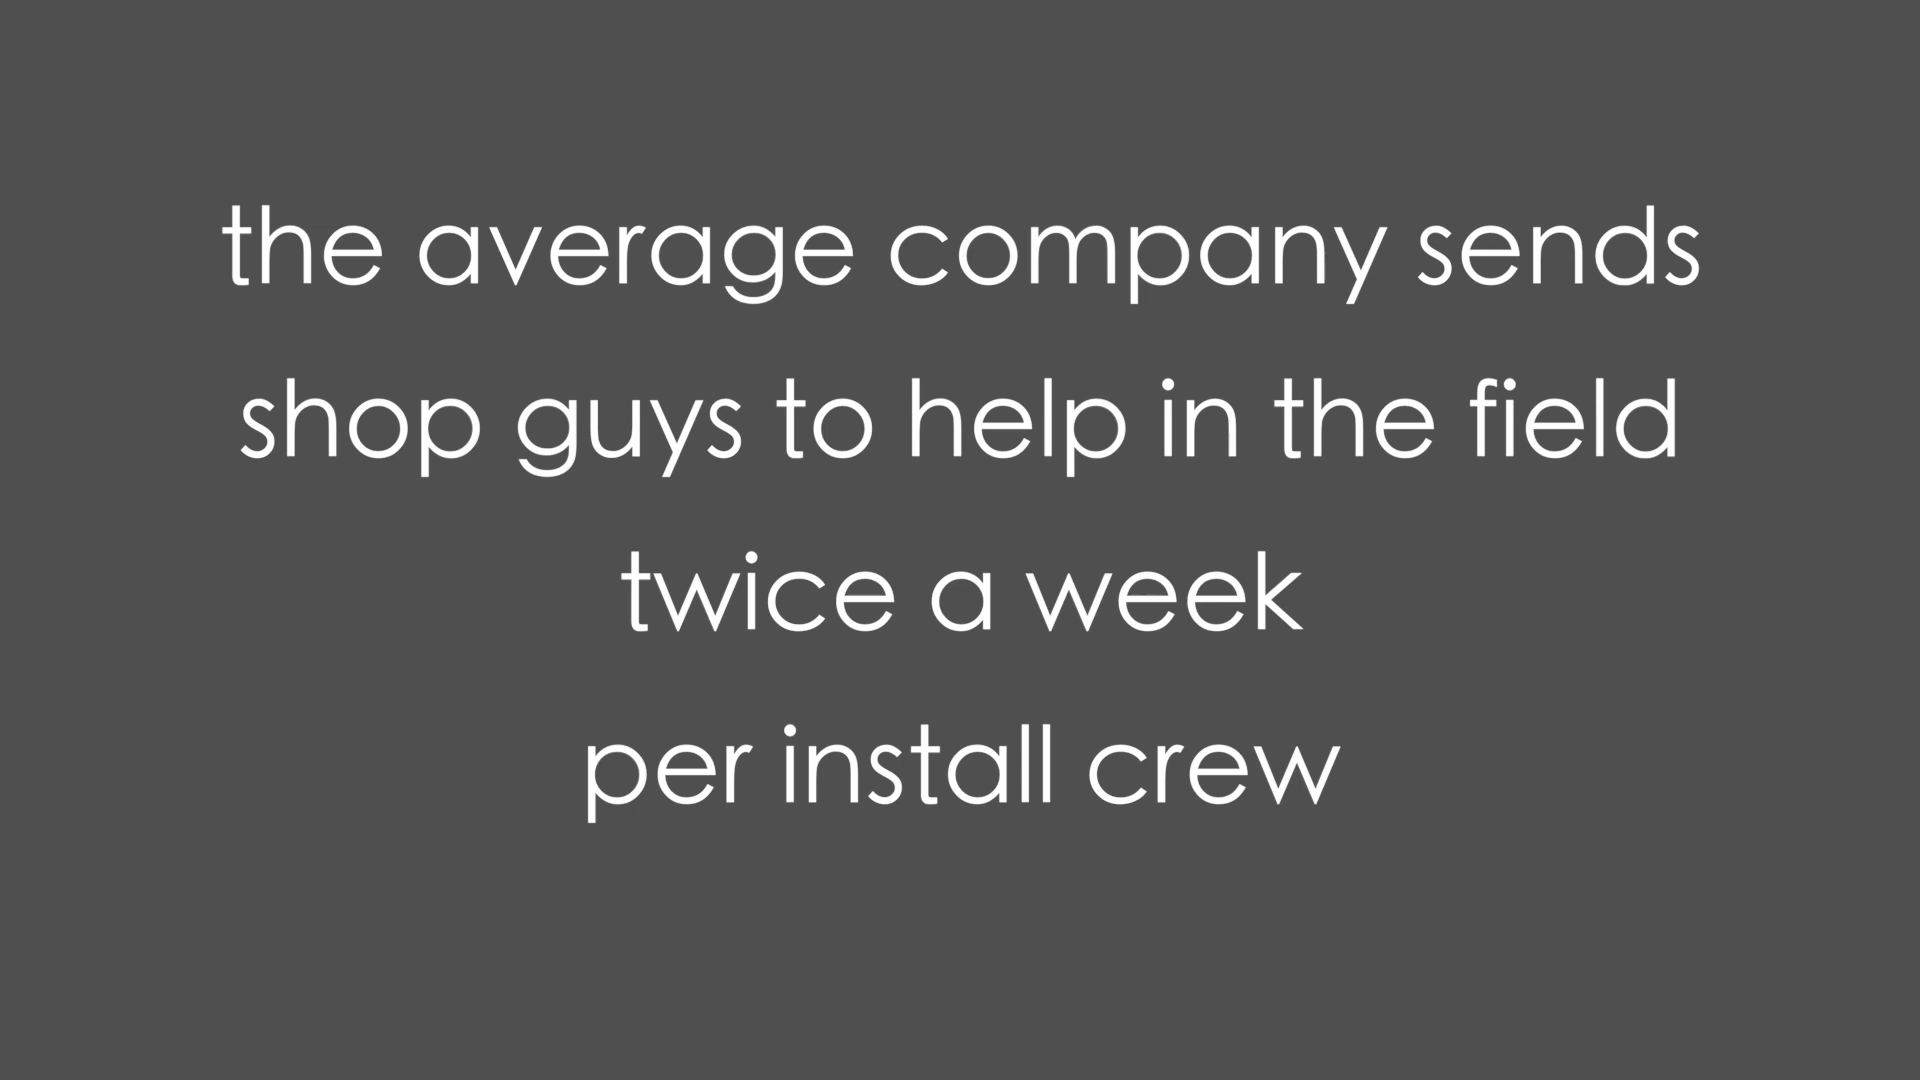 the average company sends
shop guys to help in the field
twice a week
per install crew